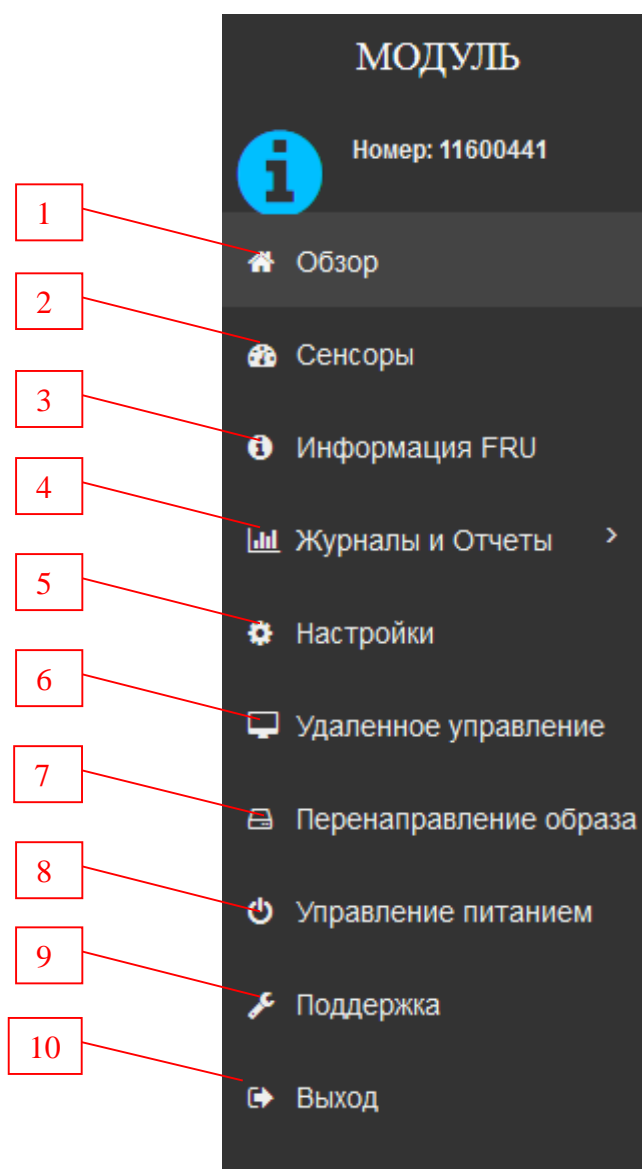 МОДУЛЬ
Номер: 11600441
1
Обзор
2
Сенсоры
3
Информация FRU
4
Журналы и Отчеты
5
Настройки
6
Удаленное управление
7
Перенаправление образа
8
Управление питанием
9
Поддержка
10
Выход